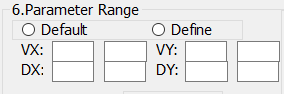 6.Parameter Range
Default Define
VX: VY:
DX: DY: